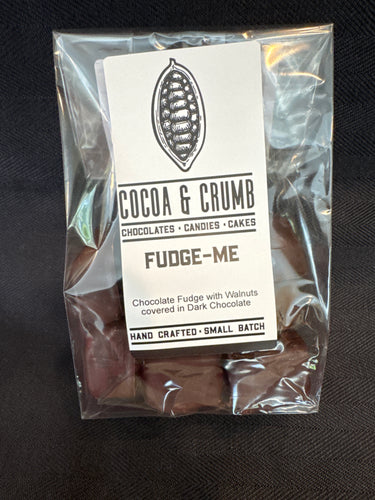 COCOA & CRUMB
CHOCOLATES • CANDIES • CAKES
FUDGE-ME
Chocolate Fudge with Walnuts
covered in Dark Chocolate
HAND CRAFTED • SMALL BATCH